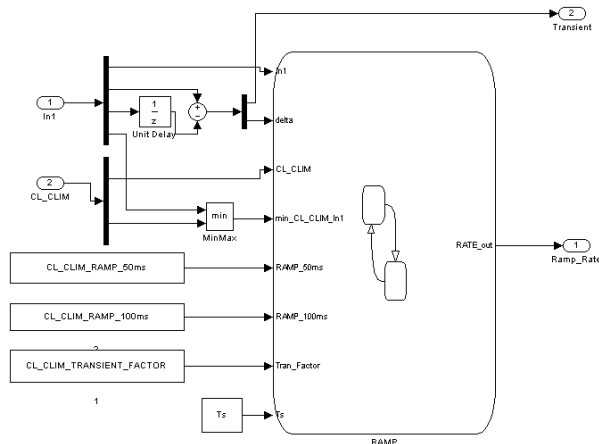 2
Transient
1
In1
In1
+
−
1
z
Unit Delay
delta
2
CL_CLIM
CL_CLIM
min
MinMax
min_CL_CLIM_In1
RATE_out
1
Ramp_Rate
CL_CLIM_RAMP_50ms
RAMP_50ms
CL_CLIM_RAMP_100ms
RAMP_100ms
CL_CLIM_TRANSIENT_FACTOR
Tran_Factor
1
Ts
Ts
RAMP